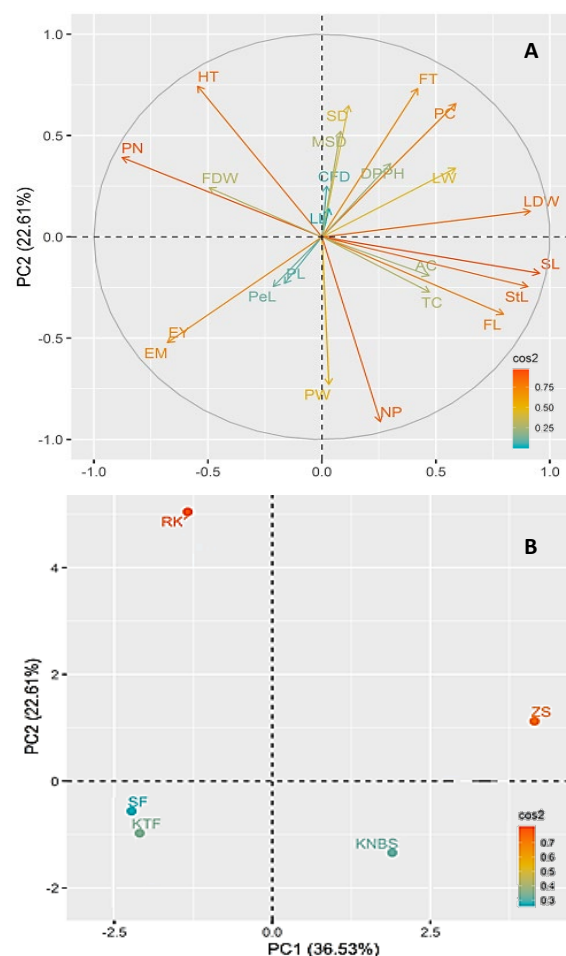 A
1.0
0.5
0.0
-0.5
-1.0
PC2 (22.61%)
HT
FT
SD
PC
PN
MSD
FDW
CFD
DPPH
LW
LDW
AC
SL
PL
StL
PeL
TC
FL
EY
EM
PW
NP
cos2
0.75
0.50
0.25
-1.0
-0.5
0.0
0.5
1.0
B
RK
4
2
0
-2
PC2 (22.61%)
ZS
SF
KTF
KNBS
cos2
0.7
0.6
0.5
0.4
0.3
-2.5
0.0
2.5
PC1 (36.53%)